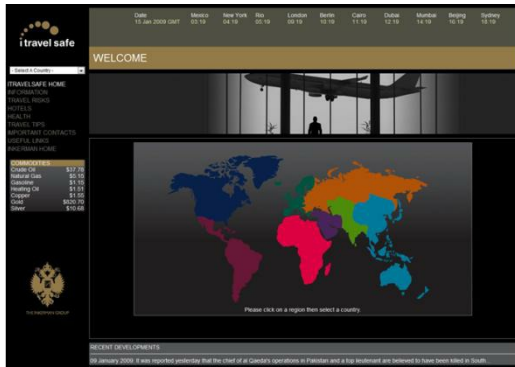 Date Mexico New York Rio London Berlin Cairo Dubai Mumbai Beijing Sydney
15 Jan 2009 GMT 03:19 04:19 05:19 09:19 10:19 11:19 12:19 14:19 16:19
i travel safe
WELCOME
- Select A Country -
ITRAVELSAFE HOME
INFORMATION
TRAVEL RISKS
HOTELS
HEALTH
TRAVEL TIPS
IMPORTANT CONTACTS
USEFUL LINKS
INKERMAN HOME
COMMODITIES
Crude Oil $37.76
Natural Gas $5.15
Gasoline $1.15
Heating Oil $1.51
Copper $1.55
Gold $820.70
Silver $10.68
THE INKERMAN GROUP
Please click on a region then select a country.
RECENT DEVELOPMENTS
09 January 2009: It was reported yesterday that the chief of al Qaeda's operations in Pakistan and a top lieutenant are believed to have been killed in South...